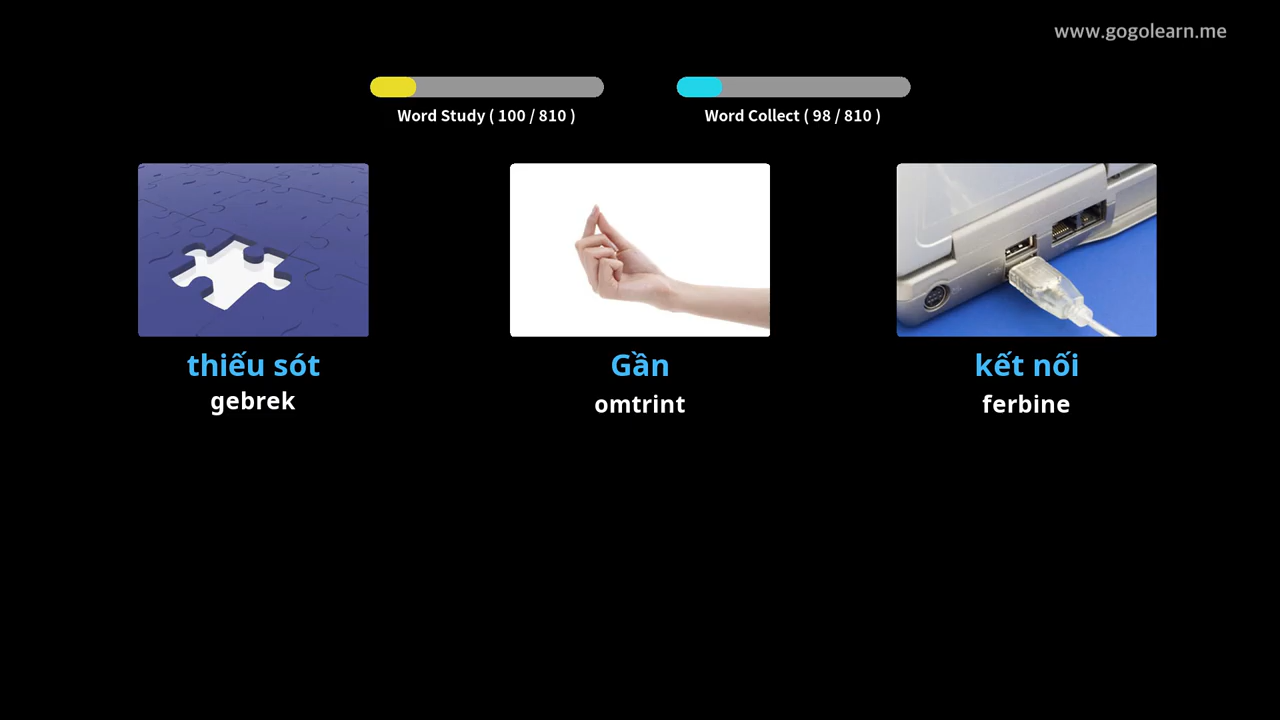 www.gogolearn.me
Word Study ( 100 / 810 )
Word Collect ( 98 / 810 )
thiếu sót
gebrek
Gần
omtrint
kết nối
ferbine